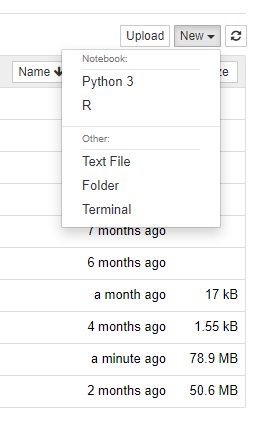 Upload New
Name ze
Notebook:
Python 3
R
Other:
Text File
Folder
Terminal
7 months ago
6 months ago
a month ago 17 kB
4 months ago 1.55 kB
a minute ago 78.9 MB
2 months ago 50.6 MB